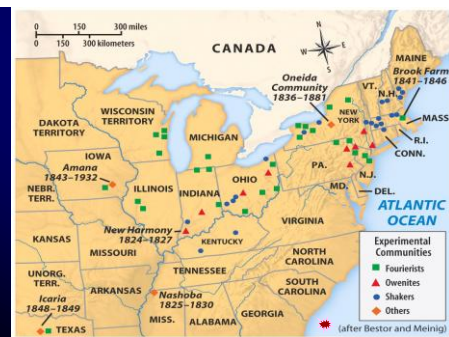 0 150 300 miles
0 150 300 kilometers
N
S
CANADA
MAINE
Oneida
Community
1836–1881
VT.
N.H.
Brook Farm
1841–1846
NEW
YORK
MASS.
R.I.
CONN.
DAKOTA
TERRITORY
WISCONSIN
TERRITORY
MICHIGAN
Amana
1843–1932
IOWA
NEBR.
TERR.
ILLINOIS
INDIANA
OHIO
PA.
N.J.
MD.
DEL.
New Harmony
1824–1827
VIRGINIA
ATLANTIC
OCEAN
KANSAS
MISSOURI
KENTUCKY
UNORG.
TERR.
TENNESSEE
NORTH
CAROLINA
ARKANSAS
Nashoba
1825–1830
SOUTH
CAROLINA
Icaria
1848–1849
TEXAS
MISS.
ALABAMA
GEORGIA
Experimental
Communities
Fourierists
Owenites
Shakers
Others
(after Bestor and Meinig)